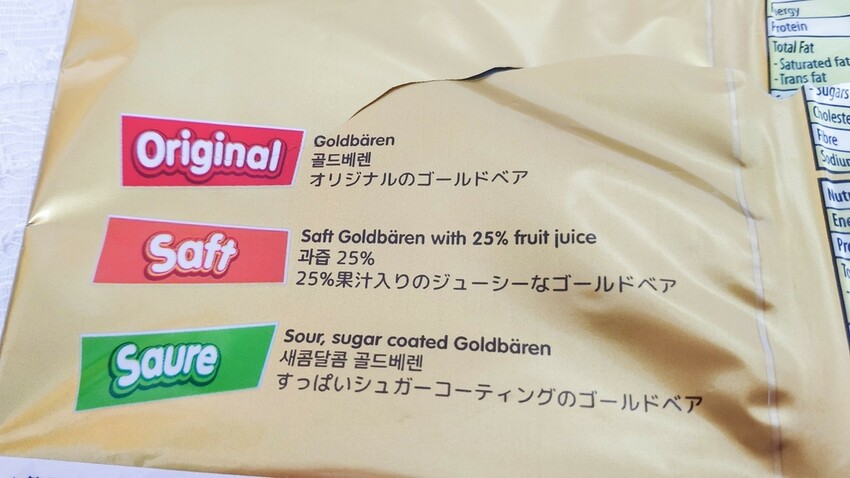 Original
Goldbären
골드베렌
オリジナルのゴールドベア
Saft
Saft Goldbären with 25% fruit juice
과즙 25%
25%果汁入りのジューシーなゴールドベア
Saure
Sour, sugar coated Goldbären
새콤달콤 골드베렌
すっぱいシュガーコーティングのゴールドベア
Protein
Total Fat
- Saturated fat
- Trans fat